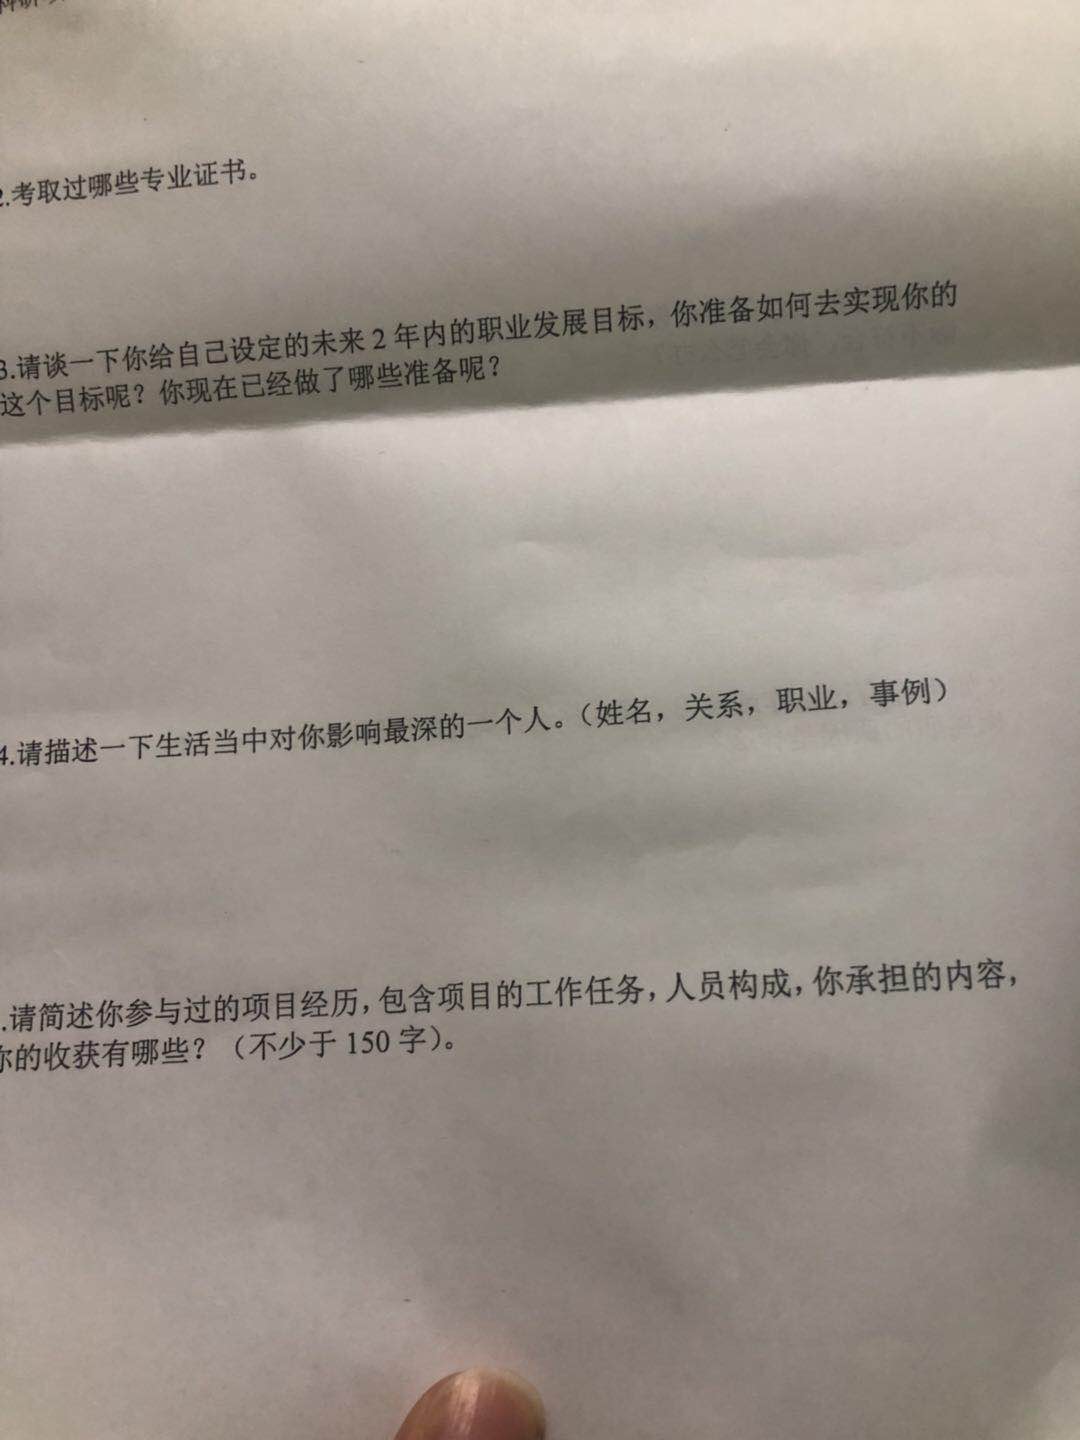 2.考取过哪些专业证书。
3.请谈一下你给自己设定的未来 2 年内的职业发展目标，你准备如何去实现你的
这个目标呢？你现在已经做了哪些准备呢？
4.请描述一下生活当中对你影响最深的一个人。（姓名，关系，职业，事例）
.请简述你参与过的项目经历，包含项目的工作任务，人员构成，你承担的内容，
你的收获有哪些？（不少于 150 字）。